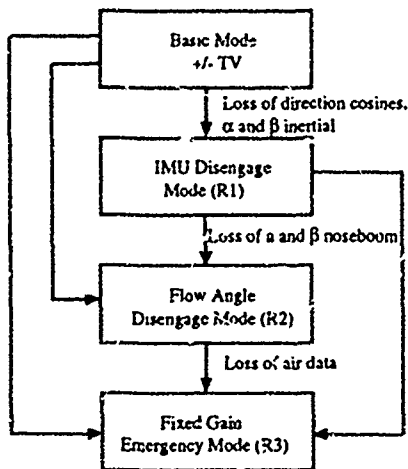 Basic Mode
+/- TV
Loss of direction cosines,
α and β inertial
IMU Disengage
Mode (R1)
Loss of α and β noseboom
Flow Angle
Disengage Mode (R2)
Loss of air data
Fixed Gain
Emergency Mode (R3)